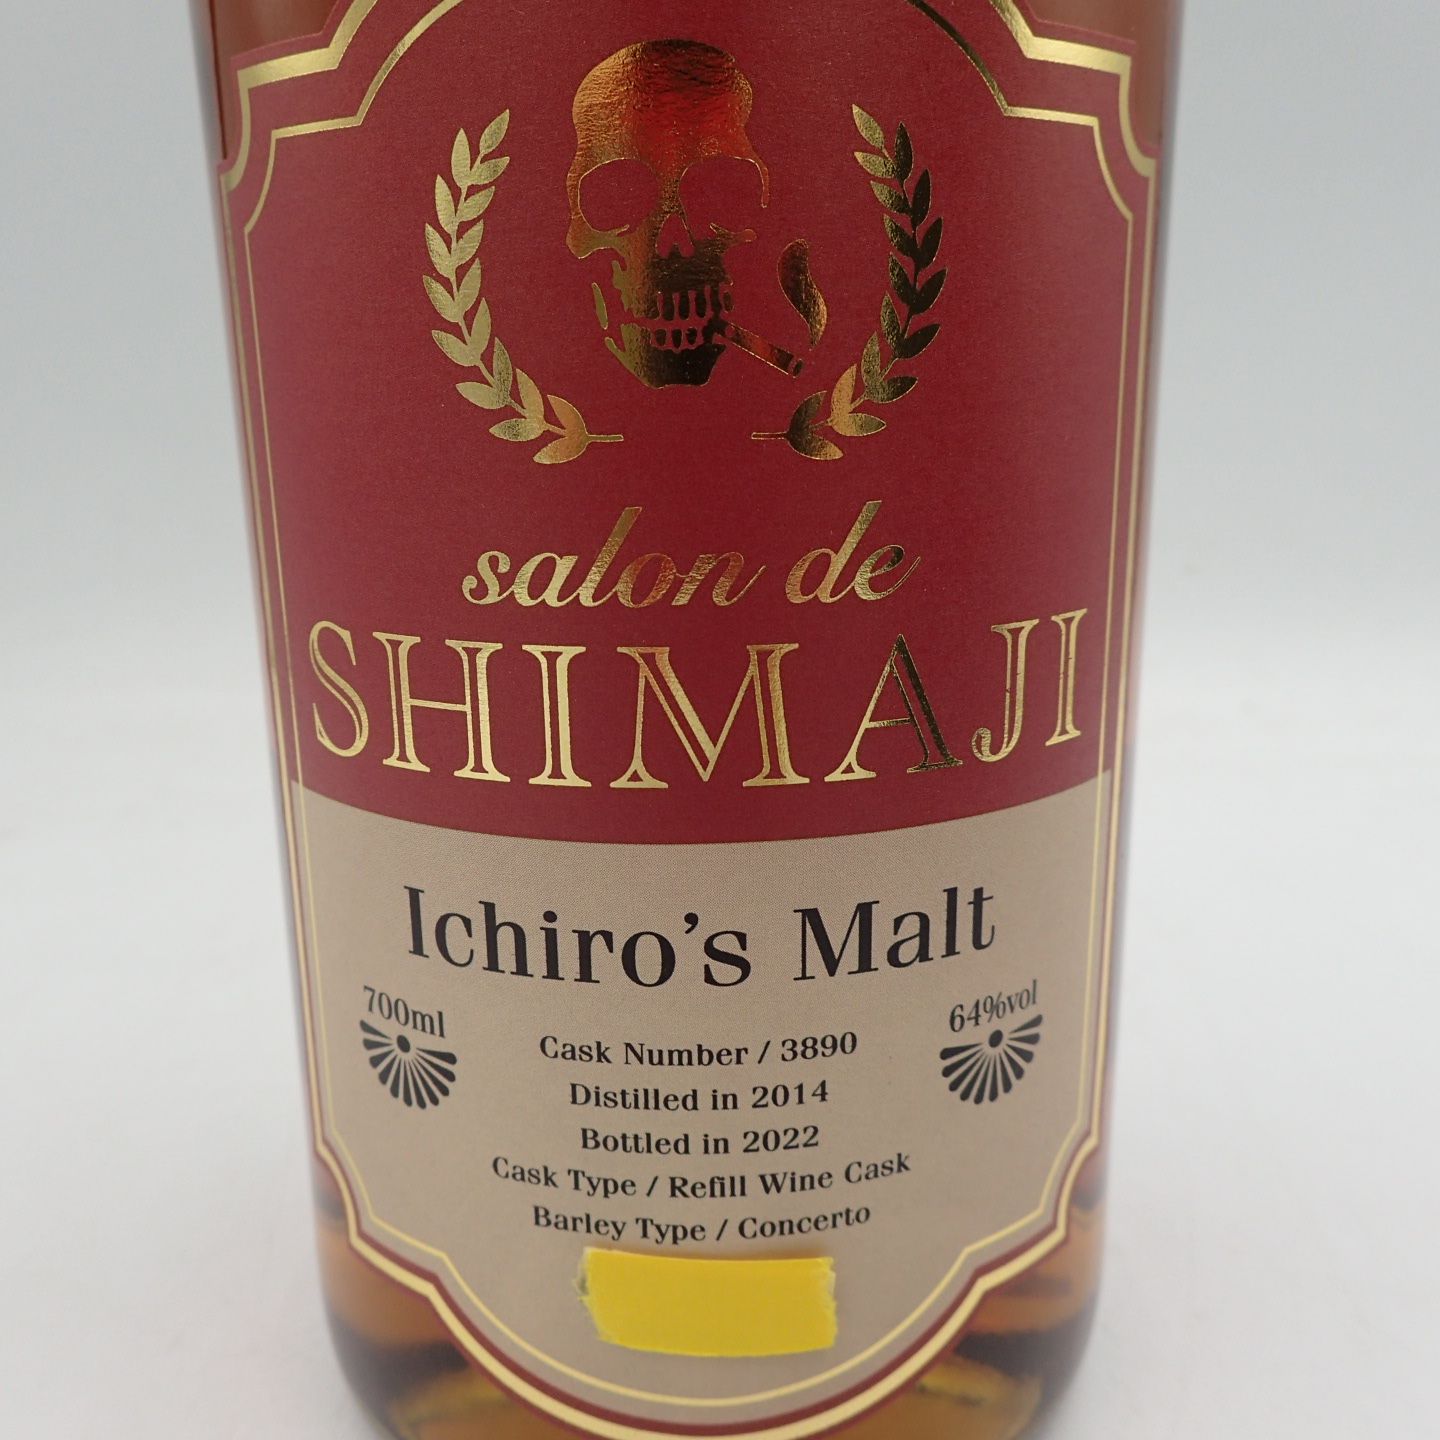 salon de
SHIMAJI
Ichiro's Malt
700ml
64%vol
Cask Number / 3890
Distilled in 2014
Bottled in 2022
Cask Type / Refill Wine Cask
Barley Type / Concerto